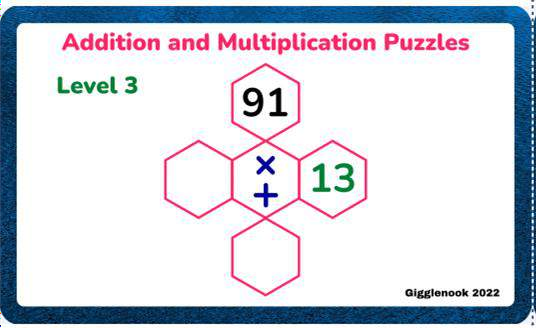 Addition and Multiplication Puzzles
Level 3
91
×
+
13
Gigglenook 2022